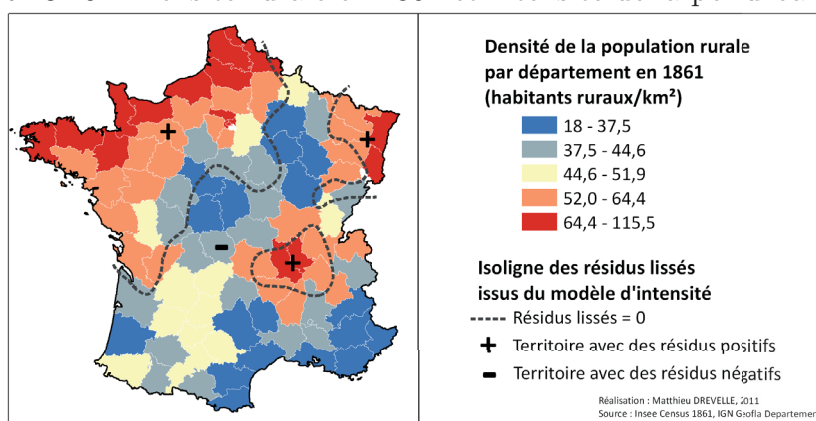 Densité de la population rurale
par département en 1861
(habitants ruraux/km²)
18 - 37,5
37,5 - 44,6
44,6 - 51,9
52,0 - 64,4
64,4 - 115,5
Isoligne des résidus lissés
issus du modèle d'intensité
Résidus lissés = 0
+ Territoire avec des résidus positifs
- Territoire avec des résidus négatifs
Réalisation : Matthieu DREVELLE, 2011
Source : Insee Census 1861, IGN Géofla Departemen